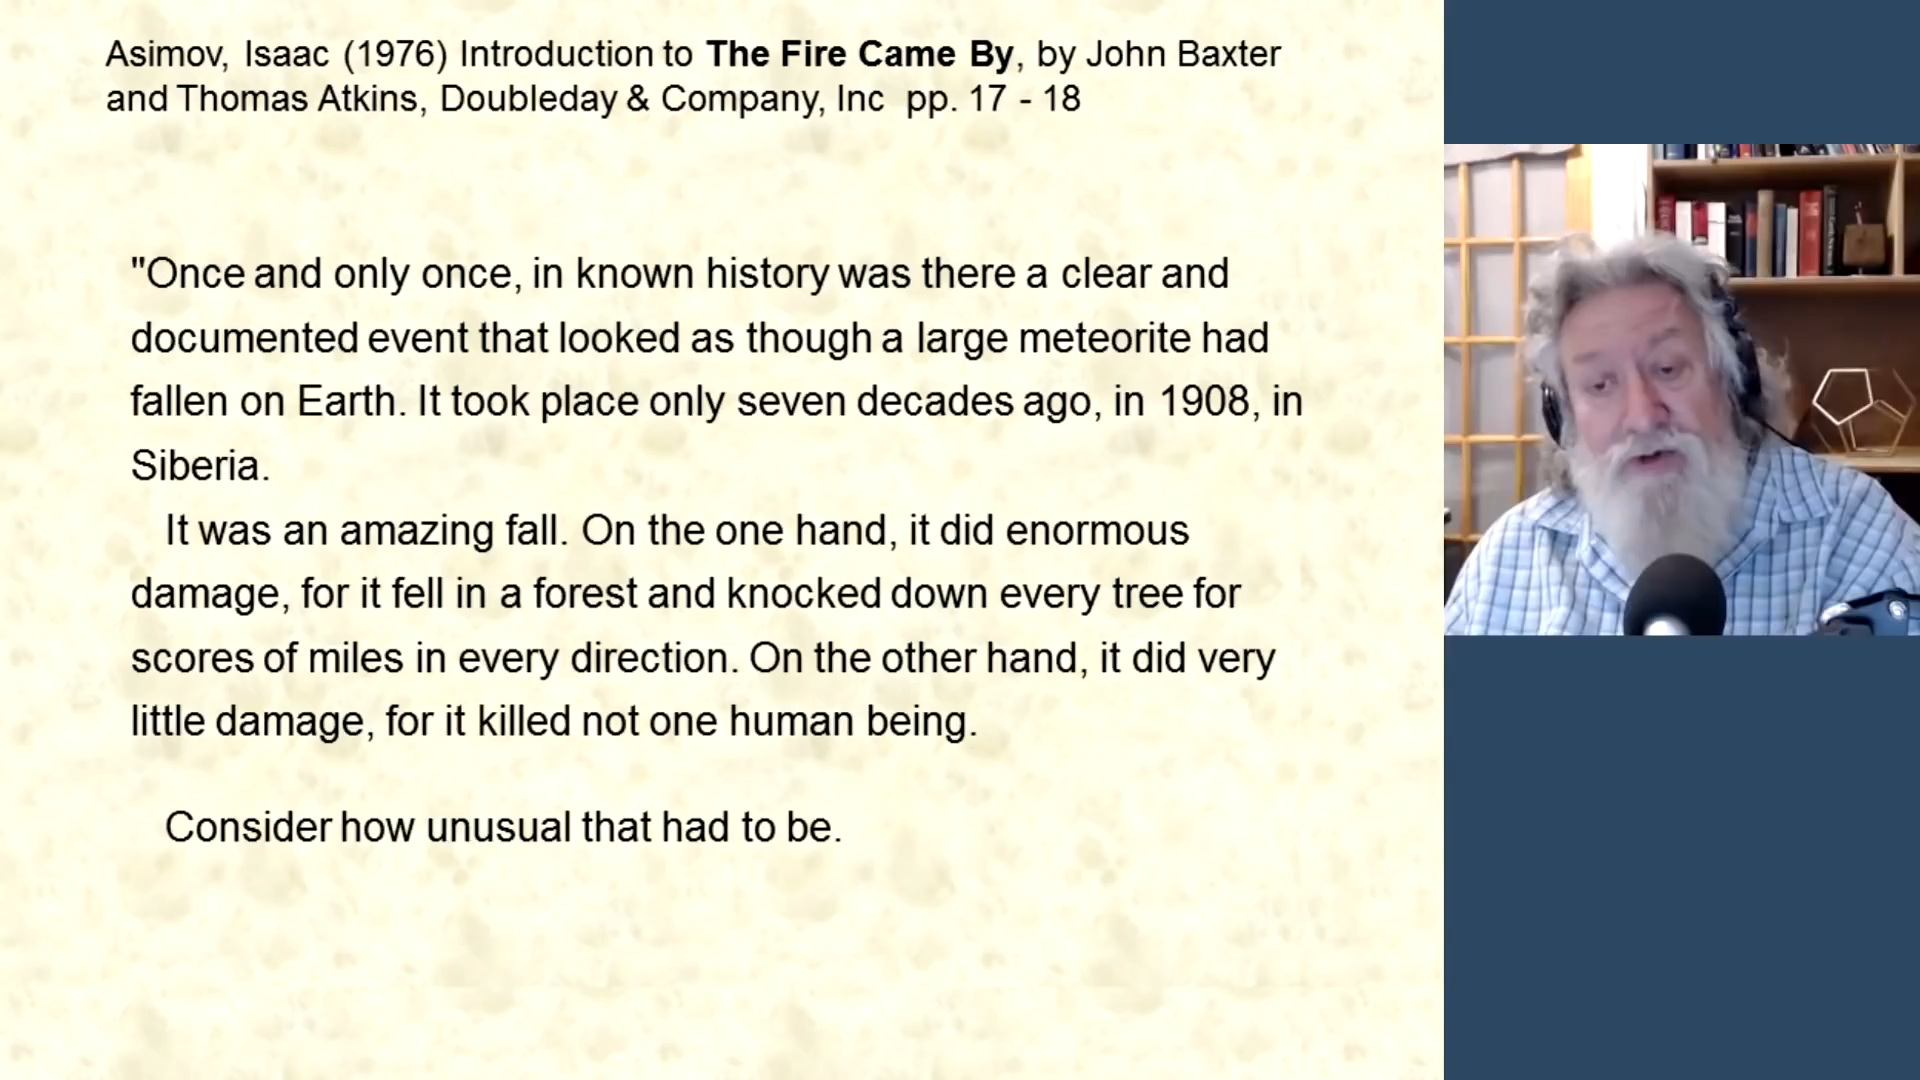 Asimov, Isaac (1976) Introduction to The Fire Came By, by John Baxter
and Thomas Atkins, Doubleday & Company, Inc pp. 17 - 18
"Once and only once, in known history was there a clear and
documented event that looked as though a large meteorite had
fallen on Earth. It took place only seven decades ago, in 1908, in
Siberia.
It was an amazing fall. On the one hand, it did enormous
damage, for it fell in a forest and knocked down every tree for
scores of miles in every direction. On the other hand, it did very
little damage, for it killed not one human being.
Consider how unusual that had to be.